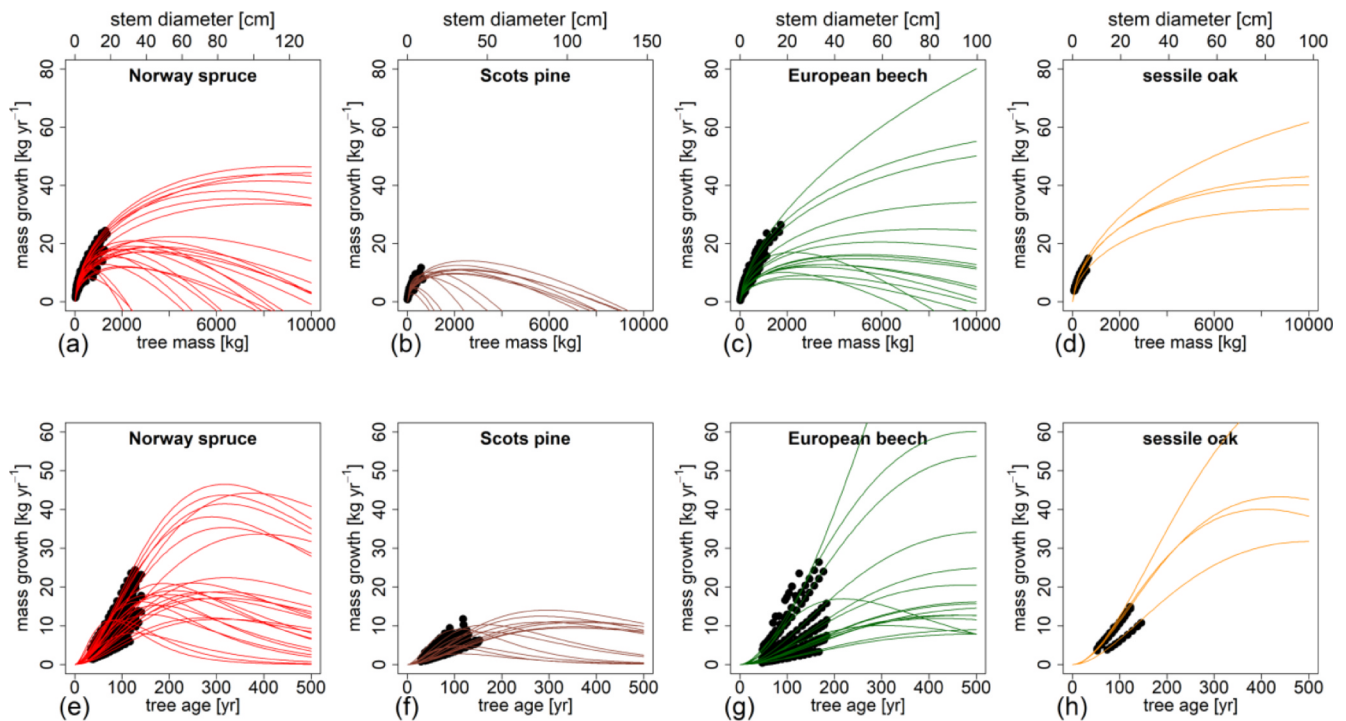 stem diameter [cm] stem diameter [cm] stem diameter [cm] stem diameter [cm]
0 20 40 60 80 120 0 50 100 150 0 20 40 60 80 100 0 20 40 60 80 100
Norway spruce Scots pine European beech sessile oak
mass growth [kg yr⁻¹] mass growth [kg yr⁻¹] mass growth [kg yr⁻¹] mass growth [kg yr⁻¹]
80 80 80 80
60 60 60 60
40 40 40 40
20 20 20 20
0 0 0 0
0 2000 6000 10000 0 2000 6000 10000 0 2000 6000 10000 0 2000 6000 10000
(a) tree mass [kg] (b) tree mass [kg] (c) tree mass [kg] (d) tree mass [kg]
Norway spruce Scots pine European beech sessile oak
mass growth [kg yr⁻¹] mass growth [kg yr⁻¹] mass growth [kg yr⁻¹] mass growth [kg yr⁻¹]
60 60 60 60
50 50 50 50
40 40 40 40
30 30 30 30
20 20 20 20
10 10 10 10
0 0 0 0
0 100 200 300 400 500 0 100 200 300 400 500 0 100 200 300 400 500 0 100 200 300 400 500
(e) tree age [yr] (f) tree age [yr] (g) tree age [yr] (h) tree age [yr]